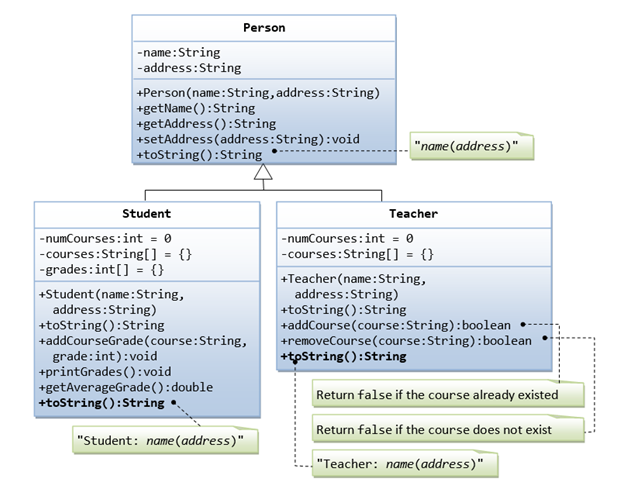 Person
-name:String
-address:String
+Person(name:String,address:String)
+getName():String
+getAddress():String
+setAddress(address:String):void
+toString():String
"name(address)"
Student
-numCourses:int = 0
-courses:String[] = {}
-grades:int[] = {}
+Student(name:String,
address:String)
+toString():String
+addCourseGrade(course:String,
grade:int):void
+printGrades():void
+getAverageGrade():double
+toString():String
"Student: name(address)"
Teacher
-numCourses:int = 0
-courses:String[] = {}
+Teacher(name:String,
address:String)
+toString():String
+addCourse(course:String):boolean
+removeCourse(course:String):boolean
+toString():String
Return false if the course already existed
Return false if the course does not exist
"Teacher: name(address)"